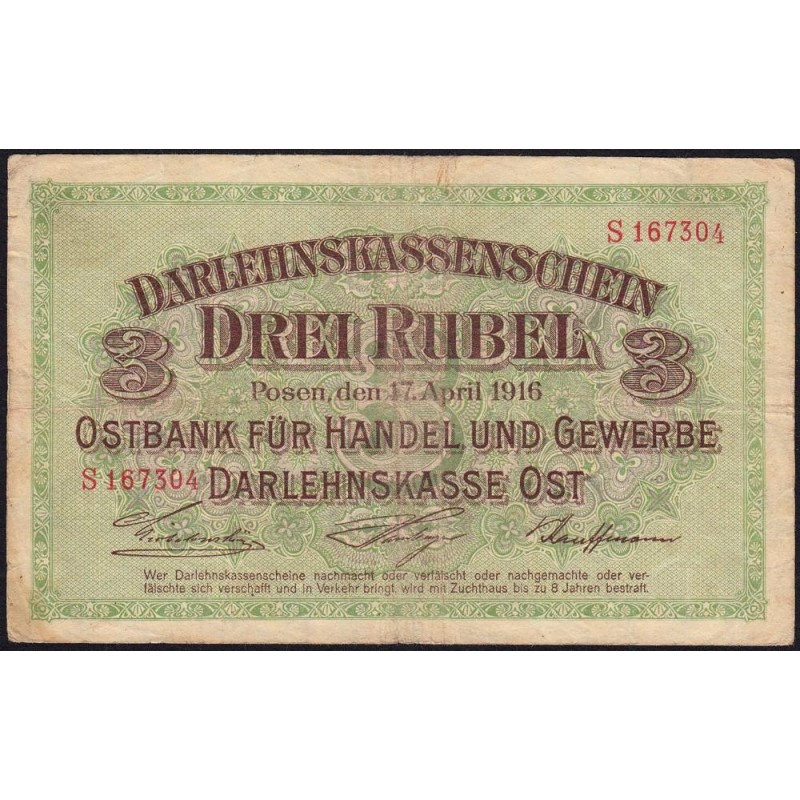 S 167304
DARLEHNSKASSENSCHEIN
3 DREI RUBEL 3
Posen, den 17. April 1916
OSTBANK FÜR HANDEL UND GEWERBE
S 167304 DARLEHNSKASSE OST
Kauffmann
Wer Darlehnskassenscheine nachmacht oder verfälscht oder nachgemachte oder ver-
fälschte sich verschafft und in Verkehr bringt, wird mit Zuchthaus bis zu 8 Jahren bestraft.